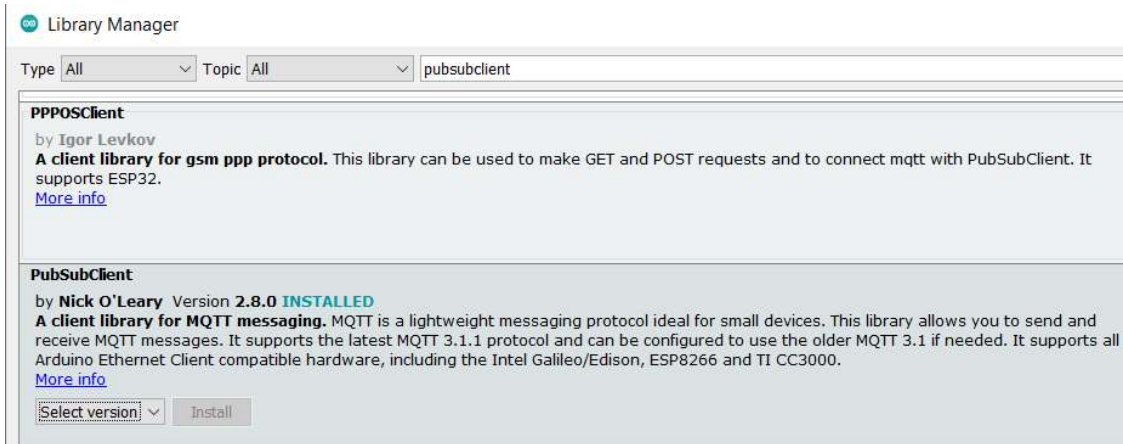 Library Manager
Type All Topic All pubsubclient
PPPOSClient
by Igor Levkov
A client library for gsm ppp protocol. This library can be used to make GET and POST requests and to connect mqtt with PubSubClient. It
supports ESP32.
More info
PubSubClient
by Nick O'Leary Version 2.8.0 INSTALLED
A client library for MQTT messaging. MQTT is a lightweight messaging protocol ideal for small devices. This library allows you to send and
receive MQTT messages. It supports the latest MQTT 3.1.1 protocol and can be configured to use the older MQTT 3.1 if needed. It supports all
Arduino Ethernet Client compatible hardware, including the Intel Galileo/Edison, ESP8266 and TI CC3000.
More info
Select version Install